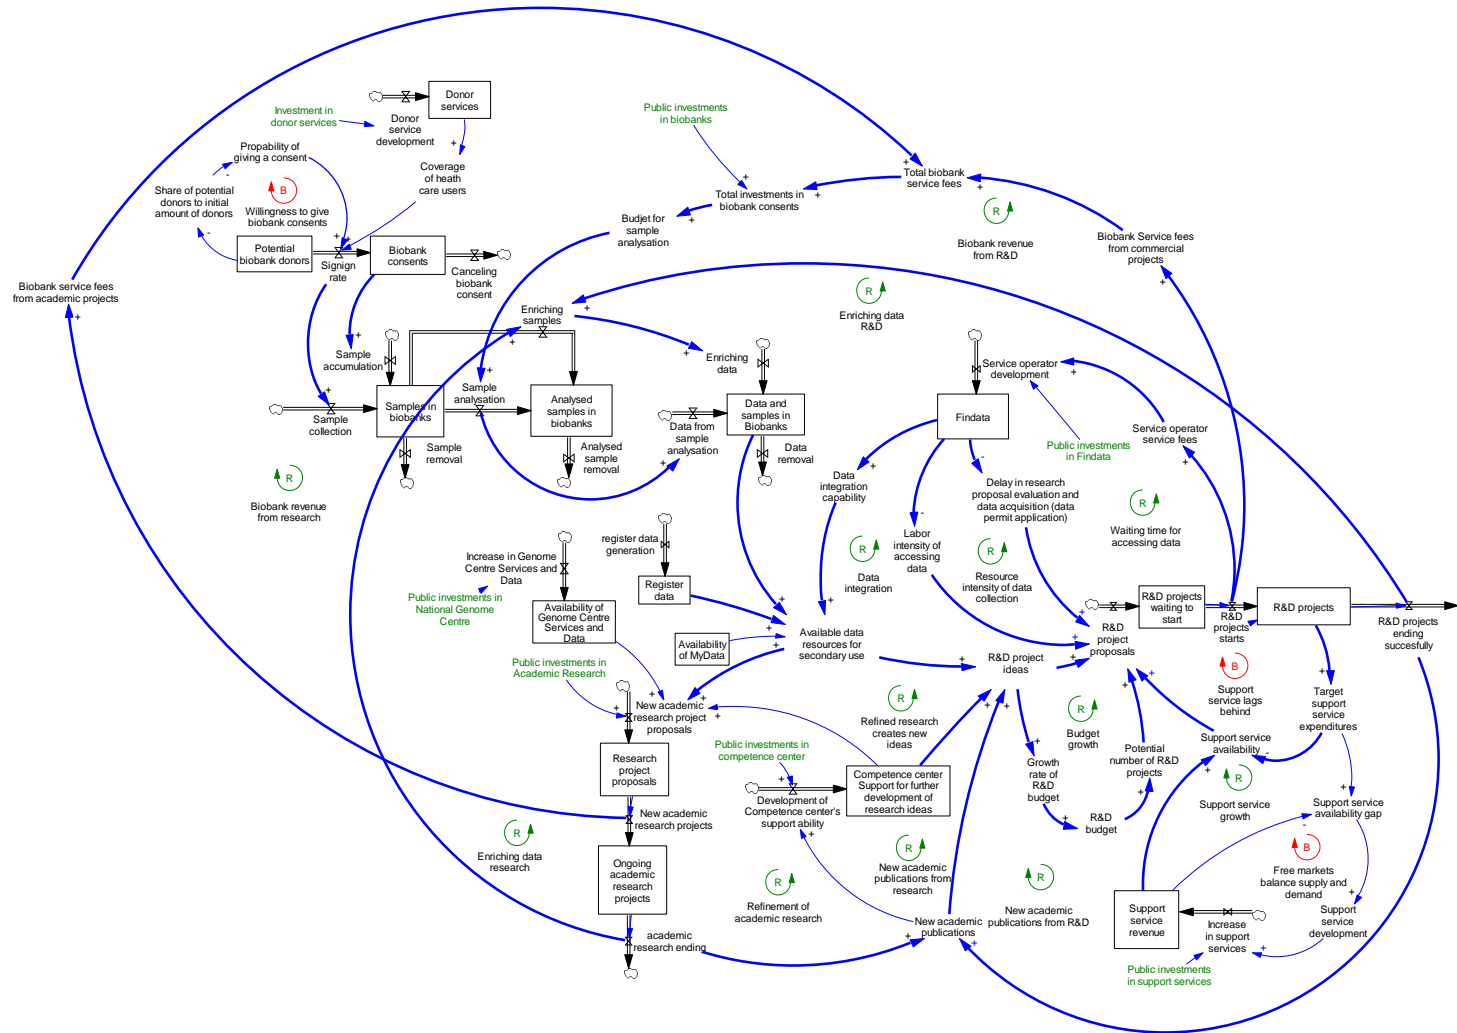 Donor
services
Investment in
donor services
Donor
service
development
Public investments
in biobanks
Propability of
giving a consent
Coverage
of heath
care users
Share of potential
donors to initial
amount of donors
B
Willingness to give
biobank consents
Total biobank
service fees
Total investments in
biobank consents
R
Biobank revenue
from R&D
Budjet for
sample
analysation
Biobank Service fees
from commercial
projects
Potential
biobank donors
Signign
rate
Biobank
consents
Canceling
biobank
consent
Biobank service fees
from academic projects
R
Enriching data
R&D
Enriching
samples
Sample
accumulation
Enriching
data
Service operator
development
Samples in
biobanks
Sample
analysation
Analysed
samples in
biobanks
Data and
samples in
Biobanks
Findata
Sample
collection
Data from
sample
analysation
Service operator
service fees
Public investments
in Findata
Sample
removal
Analysed
sample
removal
Data
removal
R
Biobank revenue
from research
Data
integration
capability
Delay in research
proposal evaluation and
data acquisition (data
permit application)
R
Waiting time for
accessing data
Labor
intensity of
accessing
data
R
Data
integration
R
Resource
intensity of data
collection
register data
generation
Increase in Genome
Centre Services and
Data
Register
data
Public investments in
National Genome
Centre
Availability of
Genome Centre
Services and
Data
R&D projects
waiting to
start
R&D
projects
starts
R&D projects
R&D projects
ending
succesfully
Availability
of MyData
Available data
resources for
secondary use
R&D
project
proposals
R&D project
ideas
Public investments in
Academic Research
B
Support
service lags
behind
Target
support
service
expenditures
New academic
research project
proposals
R
Refined research
creates new
ideas
R
Budget
growth
Support service
availability
Public investments in
competence center
Research
project
proposals
Competence center
Support for further
development of
research ideas
Growth
rate of
R&D
budget
Potential
number of R&D
projects
R
Support service
growth
Development of
Competence center's
support ability
R&D
budget
Support service
availability gap
New academic
research projects
R
Enriching data
research
R
New academic
publications from
research
B
Free markets
balance supply and
demand
Ongoing
academic
research
projects
R
Refinement of
academic research
R
New academic
publications from R&D
New academic
publications
Support
service
revenue
Increase
in support
services
Support
service
development
academic
research ending
Public investments
in support services